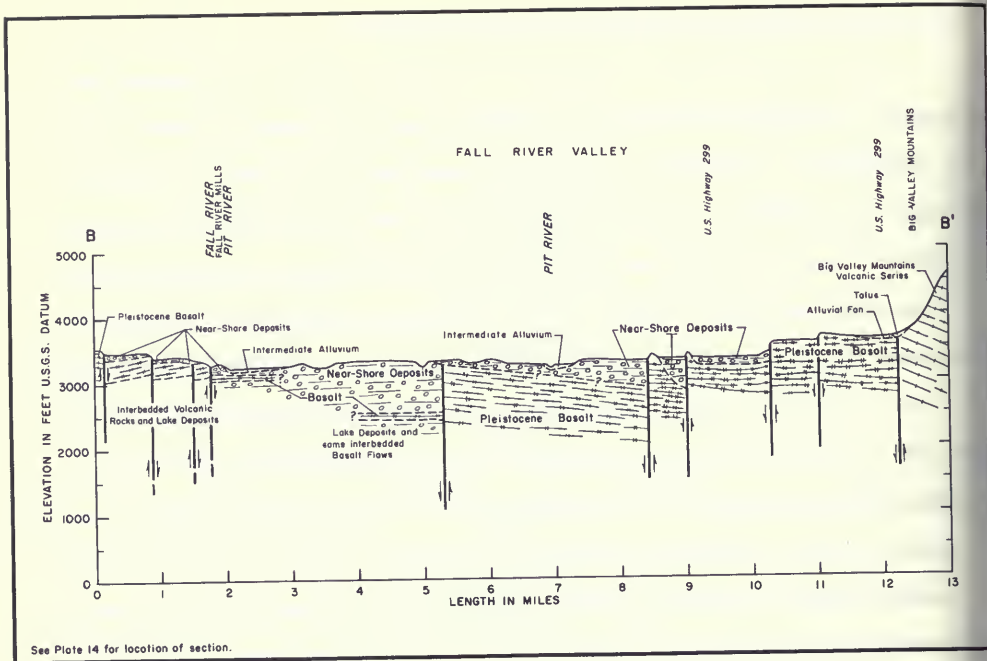 FALL RIVER VALLEY
FALL RIVER
FALL RIVER MILLS
PIT RIVER
PIT RIVER
U.S. Highway 299
U.S. Highway 299
BIG VALLEY MOUNTAINS
B
B'
5000
4000
3000
2000
1000
0
ELEVATION IN FEET U.S.G.S. DATUM
Pleistocene Basalt
Near-Shore Deposits
Intermediate Alluvium
Near-Shore Deposits
Basalt
Interbedded Volcanic
Rocks and Lake Deposits
?
Lake Deposits and
some interbedded
Basalt Flows
Intermediate Alluvium
?
?
Near-Shore Deposits
Pleistocene Basalt
Big Valley Mountains
Volcanic Series
Talus
Alluvial Fan
Pleistocene Basalt
0 1 2 3 4 5 6 7 8 9 10 11 12 13
LENGTH IN MILES
See Plate 14 for location of section.